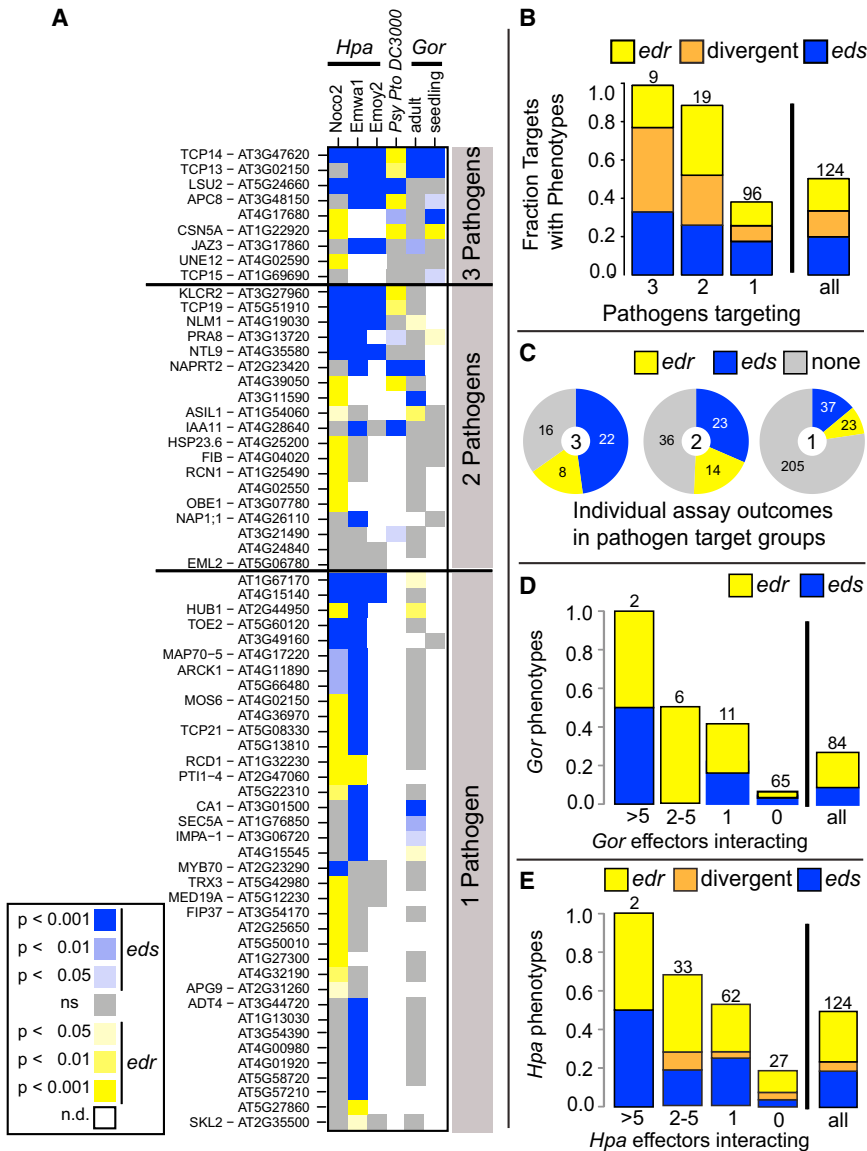 A
Hpa
Psy Pto DC3000
Gor
Noco2
Emwa1
Emoy2
adult
seedling
TCP14 – AT3G47620
TCP13 – AT3G02150
LSU2 – AT5G24660
APC8 – AT3G48150
AT4G17680
CSN5A – AT1G22920
JAZ3 – AT3G17860
UNE12 – AT4G02590
TCP15 – AT1G69690
3 Pathogens
KLCR2 – AT3G27960
TCP19 – AT5G51910
NLM1 – AT4G19030
PRA8 – AT3G13720
NTL9 – AT4G35580
NAPRT2 – AT2G23420
AT4G39050
AT3G11590
ASIL1 – AT1G54060
IAA11 – AT4G28640
HSP23.6 – AT4G25200
FIB – AT4G04020
RCN1 – AT1G25490
AT4G02550
OBE1 – AT3G07780
NAP1;1 – AT4G26110
AT3G21490
AT4G24840
EML2 – AT5G06780
2 Pathogens
AT1G67170
AT4G15140
HUB1 – AT2G44950
TOE2 – AT5G60120
AT3G49160
MAP70-5 – AT4G17220
ARCK1 – AT4G11890
AT5G66480
MOS6 – AT4G02150
AT4G36970
TCP21 – AT5G08330
AT5G13810
RCD1 – AT1G32230
PTI1-4 – AT2G47060
AT5G22310
CA1 – AT3G01500
SEC5A – AT1G76850
IMPA-1 – AT3G06720
AT4G15545
MYB70 – AT2G23290
TRX3 – AT5G42980
MED19A – AT5G12230
FIP37 – AT3G54170
AT2G25650
AT5G50010
AT1G27300
AT4G32190
APG9 – AT2G31260
ADT4 – AT3G44720
AT1G13030
AT3G54390
AT4G00980
AT4G01920
AT5G58720
AT5G57210
AT5G27860
SKL2 – AT2G35500
1 Pathogen
p < 0.001
p < 0.01
p < 0.05
eds
ns
p < 0.05
p < 0.01
p < 0.001
edr
n.d.
B
edr divergent eds
Fraction Targets
with Phenotypes
1.0
0.8
0.6
0.4
0.2
0.0
9
19
96
124
3 2 1 all
Pathogens targeting
C
edr eds none
16 3 22 8
36 2 23 14
37 1 23 205
Individual assay outcomes
in pathogen target groups
D
edr eds
Gor phenotypes
1.0
0.8
0.6
0.4
0.2
0.0
2
6
11
65
84
>5 2-5 1 0 all
Gor effectors interacting
E
edr divergent eds
Hpa phenotypes
1.0
0.8
0.6
0.4
0.2
0.0
2
33
62
27
124
>5 2-5 1 0 all
Hpa effectors interacting